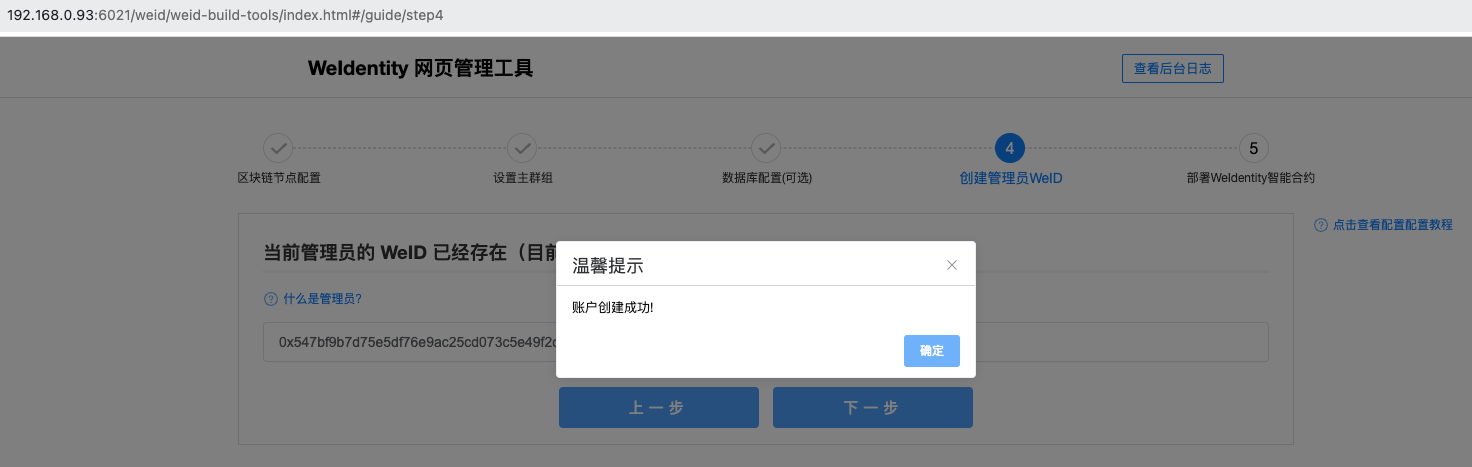 192.168.0.93:6021/weid/weid-build-tools/index.html#/guide/step4
WeIdentity 网页管理工具
查看后台日志
4
5
区块链节点配置
设置主群组
数据库配置(可选)
创建管理员WeID
部署WeIdentity智能合约
点击查看配置配置教程
当前管理员的 WeID 已经存在（目前
温馨提示
什么是管理员?
账户创建成功!
0x547bf9b7d75e5df76e9ac25cd073c5e49f2c
确定
上一步
下一步